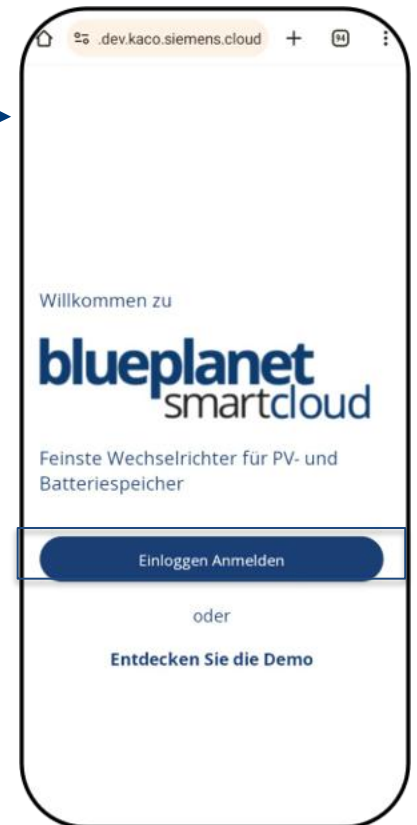 .dev.kaco.siemens.cloud + 94
Willkommen zu
blueplanet
smartcloud
Feinste Wechselrichter für PV- und
Batteriespeicher
Einloggen Anmelden
oder
Entdecken Sie die Demo